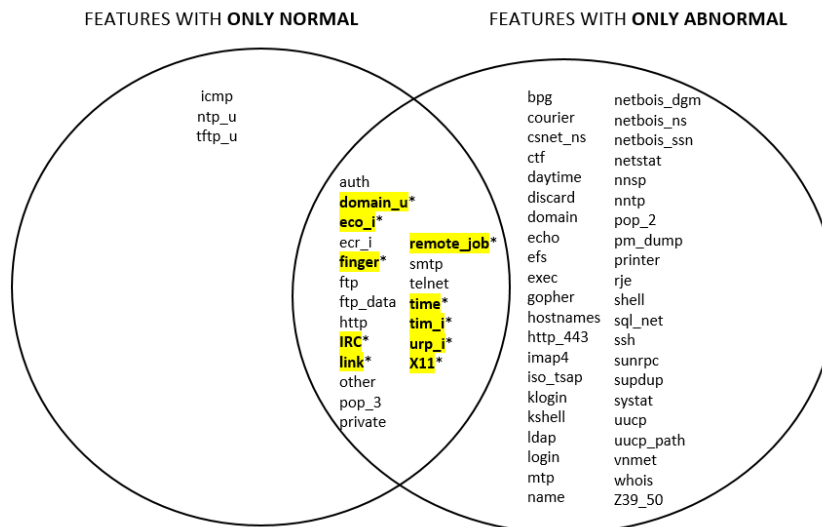 FEATURES WITH ONLY NORMAL
FEATURES WITH ONLY ABNORMAL
icmp
ntp_u
tftp_u
auth
domain_u*
eco_i*
ecr_i
finger*
ftp
ftp_data
http
IRC*
link*
other
pop_3
private
remote_job*
smtp
telnet
time*
tim_i*
urp_i*
X11*
bpg
courier
csnet_ns
ctf
daytime
discard
domain
echo
efs
exec
gopher
hostnames
http_443
imap4
iso_tsap
klogin
kshell
ldap
login
mtp
name
netbois_dgm
netbois_ns
netbois_ssn
netstat
nnsp
nntp
pop_2
pm_dump
printer
rje
shell
sql_net
ssh
sunrpc
supdup
systat
uucp
uucp_path
vnmet
whois
Z39_50